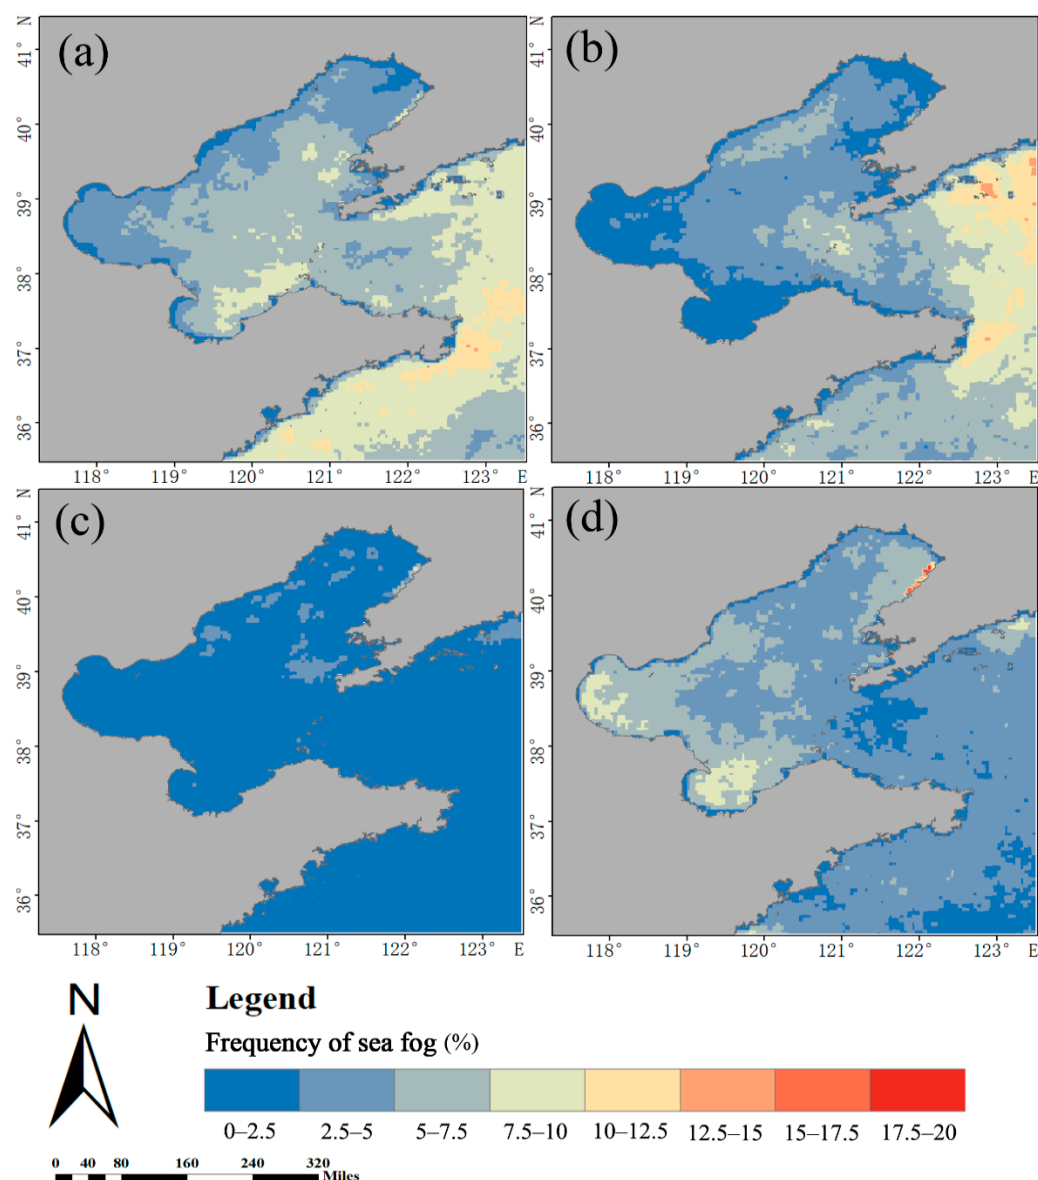 (a)
N
41°
40°
39°
38°
37°
36°
118° 119° 120° 121° 122° 123° E
(b)
N
41°
40°
39°
38°
37°
36°
118° 119° 120° 121° 122° 123° E
(c)
N
41°
40°
39°
38°
37°
36°
118° 119° 120° 121° 122° 123° E
(d)
N
41°
40°
39°
38°
37°
36°
118° 119° 120° 121° 122° 123° E
N
Legend
Frequency of sea fog (%)
0–2.5 2.5–5 5–7.5 7.5–10 10–12.5 12.5–15 15–17.5 17.5–20
0 40 80 160 240 320
Miles